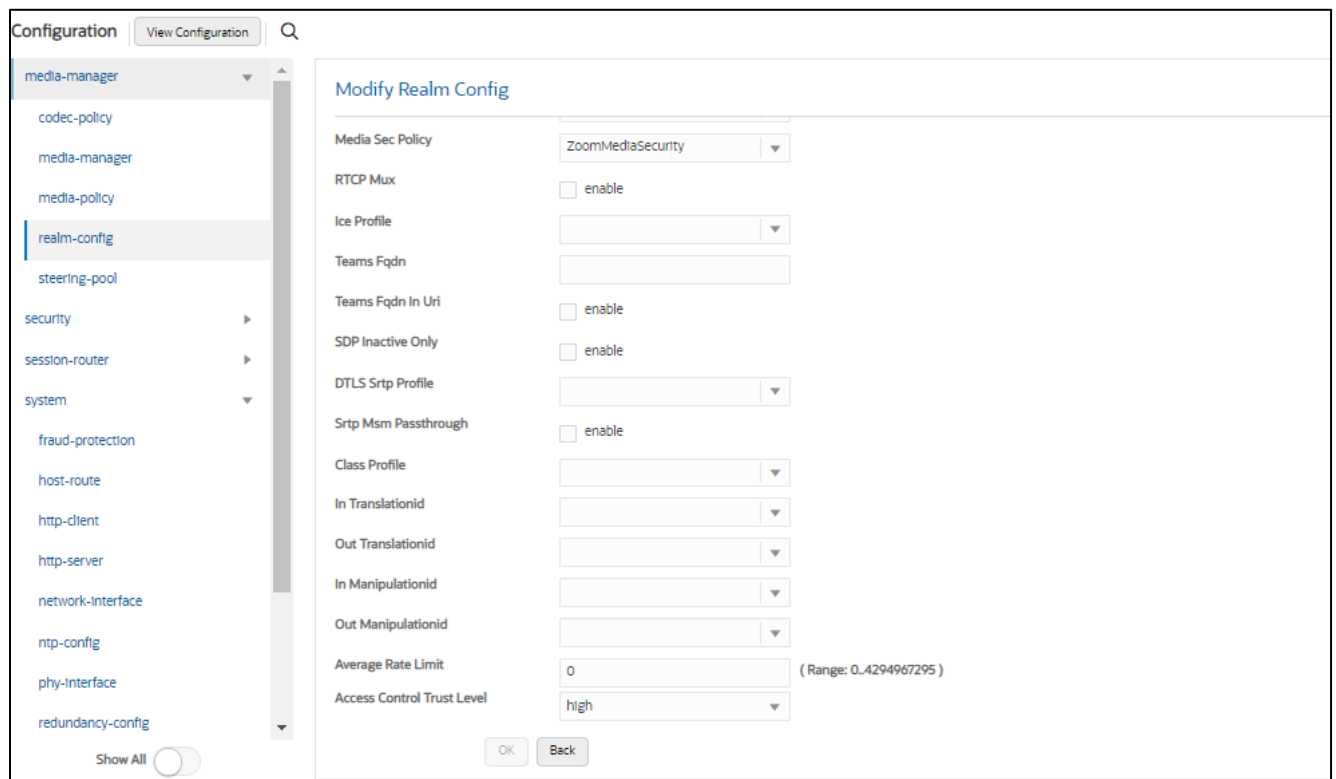 Configuration View Configuration
media-manager
codec-policy
media-manager
media-policy
realm-config
steering-pool
security
session-router
system
fraud-protection
host-route
http-client
http-server
network-interface
ntp-config
phy-interface
redundancy-config
Show All
Modify Realm Config
Media Sec Policy ZoomMediaSecurity
RTCP Mux enable
Ice Profile
Teams Fqdn
Teams Fqdn In Uri enable
SDP Inactive Only enable
DTLS Srtp Profile
Srtp Msm Passthrough enable
Class Profile
In Translationid
Out Translationid
In Manipulationid
Out Manipulationid
Average Rate Limit 0 ( Range: 0..4294967295 )
Access Control Trust Level high
OK Back